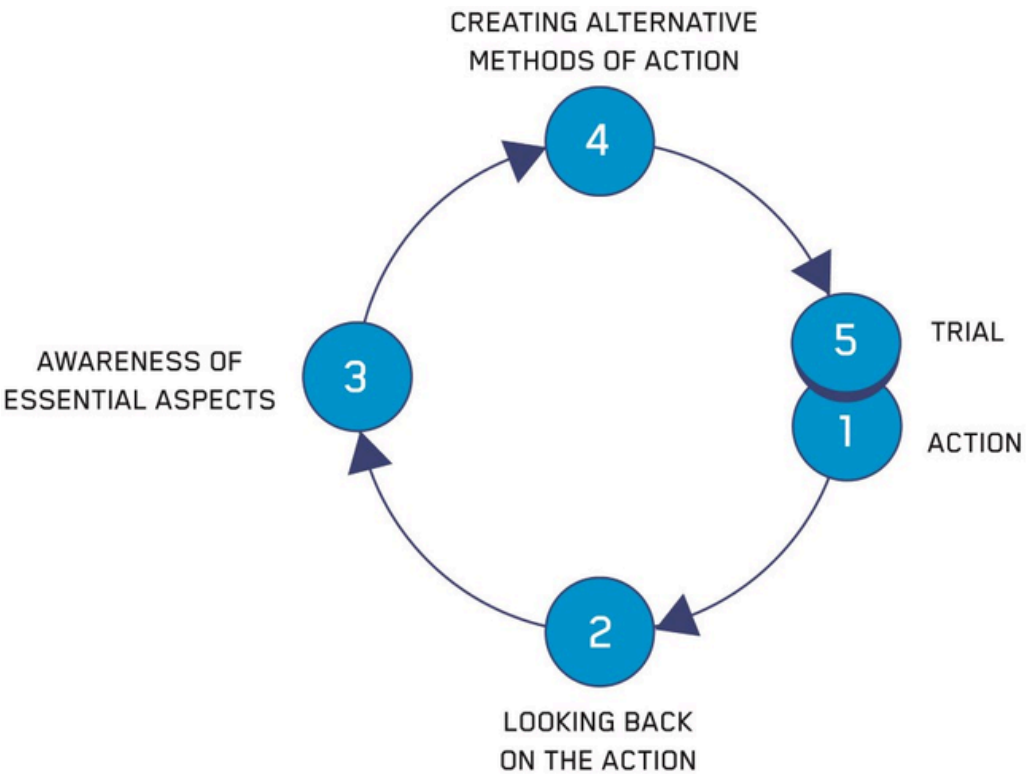 CREATING ALTERNATIVE
METHODS OF ACTION
4
5
TRIAL
AWARENESS OF
ESSENTIAL ASPECTS
3
1
ACTION
2
LOOKING BACK
ON THE ACTION